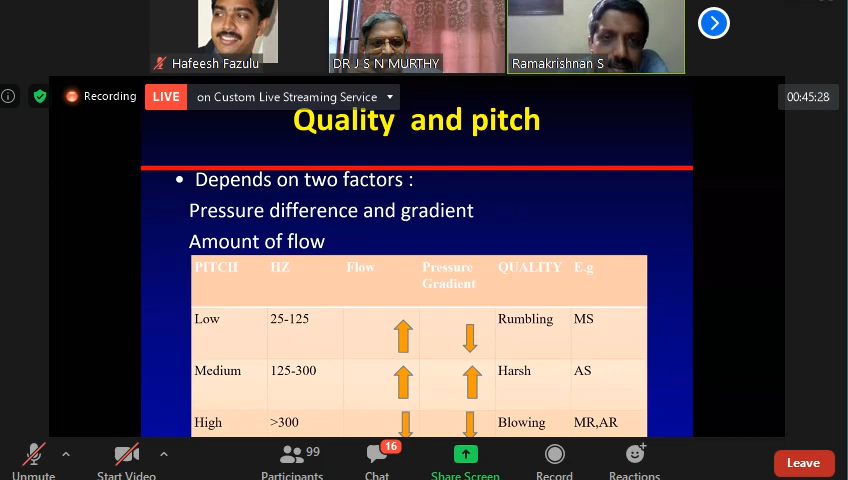 Hafeesh Fazulu
DR J S N MURTHY
Ramakrishnan S
Recording
LIVE
on Custom Live Streaming Service
00:45:28
Quality and pitch
• Depends on two factors :
Pressure difference and gradient
Amount of flow
PITCH HZ Flow Pressure Gradient QUALITY E.g
Low 25-125 Rumbling MS
Medium 125-300 Harsh AS
High >300 Blowing MR,AR
99
16
Unmute
Start Video
Participants
Chat
Share Screen
Record
Reactions
Leave